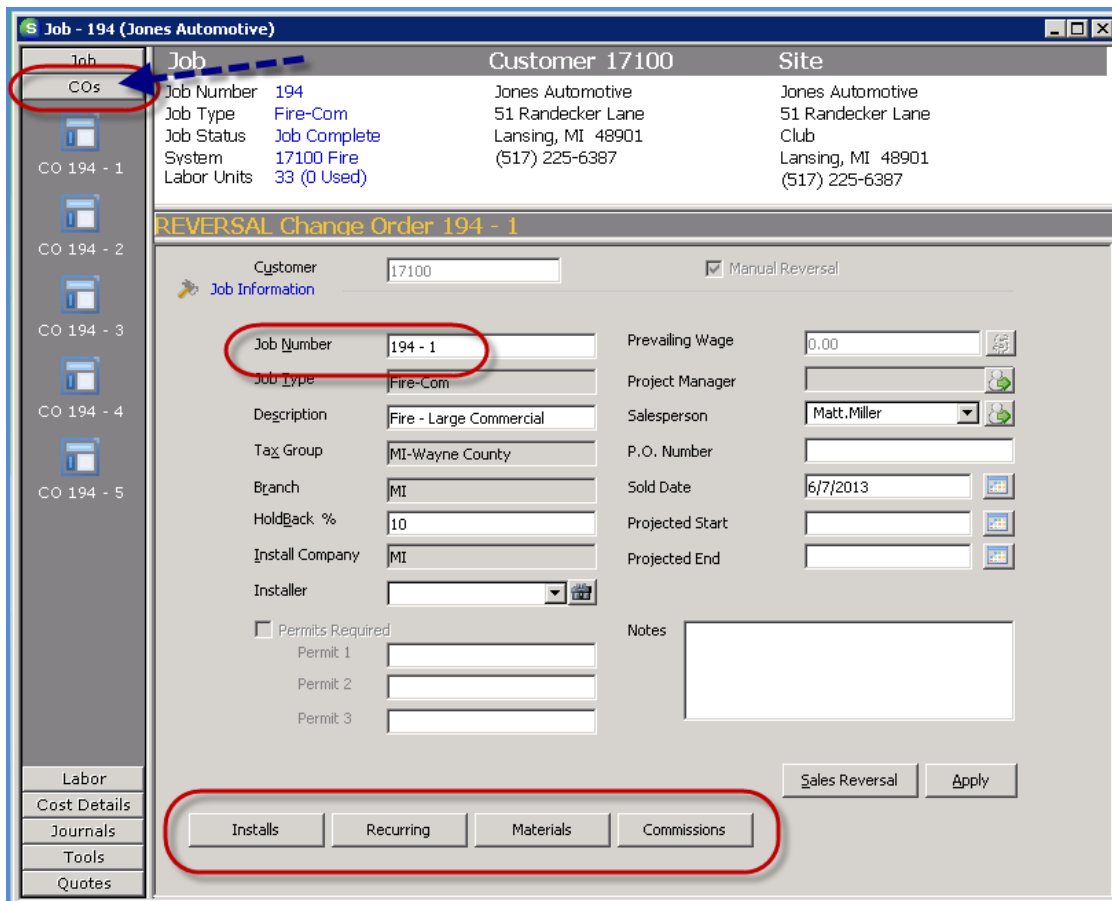 S Job - 194 (Jones Automotive)
Job
COs
CO 194 - 1
CO 194 - 2
CO 194 - 3
CO 194 - 4
CO 194 - 5
Labor
Cost Details
Journals
Tools
Quotes
Job Customer 17100 Site
Job Number 194 Jones Automotive Jones Automotive
Job Type Fire-Com 51 Randecker Lane 51 Randecker Lane
Job Status Job Complete Lansing, MI 48901 Club
System 17100 Fire (517) 225-6387 Lansing, MI 48901
Labor Units 33 (0 Used) (517) 225-6387
REVERSAL Change Order 194 - 1
Customer 17100 Manual Reversal
Job Information
Job Number 194 - 1 Prevailing Wage 0.00
Job Type Fire-Com Project Manager
Description Fire - Large Commercial Salesperson Matt.Miller
Tax Group MI-Wayne County P.O. Number
Branch MI Sold Date 6/7/2013
HoldBack % 10 Projected Start
Install Company MI Projected End
Installer
Permits Required Notes
Permit 1
Permit 2
Permit 3
Sales Reversal Apply
Installs Recurring Materials Commissions